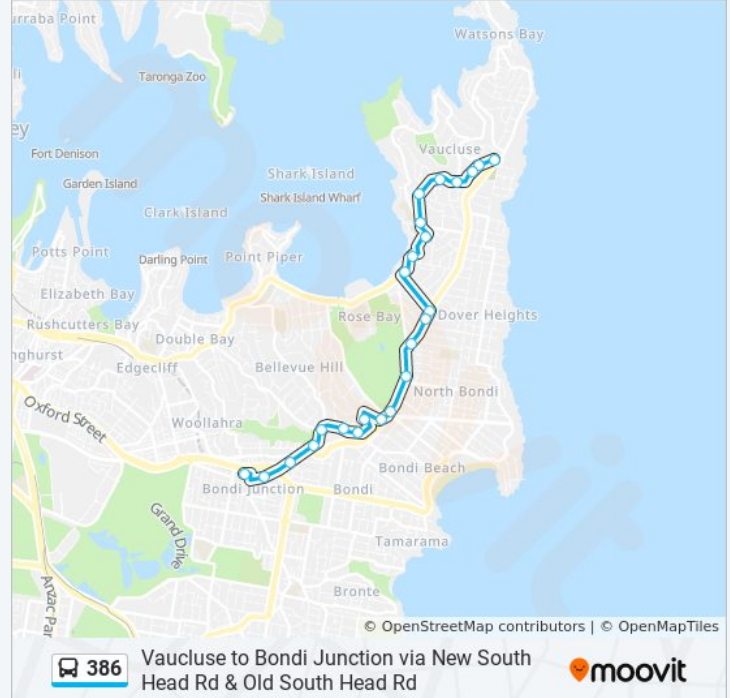 urraba Point
Watsons Bay
li
Taronga Zoo
ey
Vaucluse
Fort Denison
Shark Island
Garden Island
Shark Island Wharf
Clark Island
Potts Point
Darling Point
Point Piper
Elizabeth Bay
Rose Bay
Dover Heights
Rushcutters Bay
Double Bay
nghurst
Edgecliff
Bellevue Hill
North Bondi
Oxford Street
Woollahra
Bondi Beach
Bondi Junction
Bondi
Grand Drive
Tamarama
Anzac Par
Bronte
© OpenStreetMap contributors | © OpenMapTiles
386
Vaucluse to Bondi Junction via New South
Head Rd & Old South Head Rd
moovit